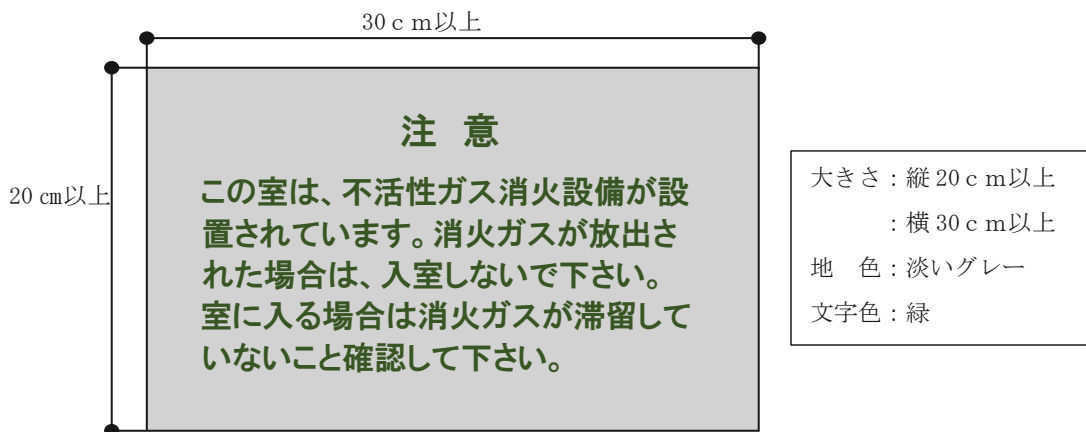 30ｃｍ以上
20㎝以上
注 意
この室は、不活性ガス消火設備が設
置されています。消火ガスが放出さ
れた場合は、入室しないで下さい。
室に入る場合は消火ガスが滞留して
いないこと確認して下さい。
大きさ：縦20ｃｍ以上
：横30ｃｍ以上
地　色：淡いグレー
文字色：緑